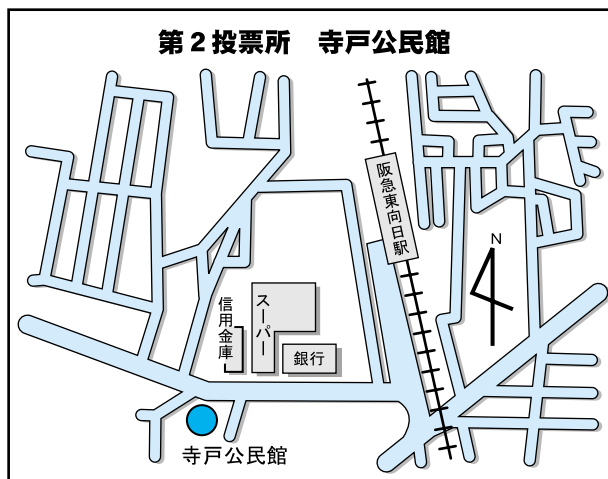 第2投票所　寺戸公民館
阪急東向日駅
N
信用金庫
スーパー
銀行
寺戸公民館